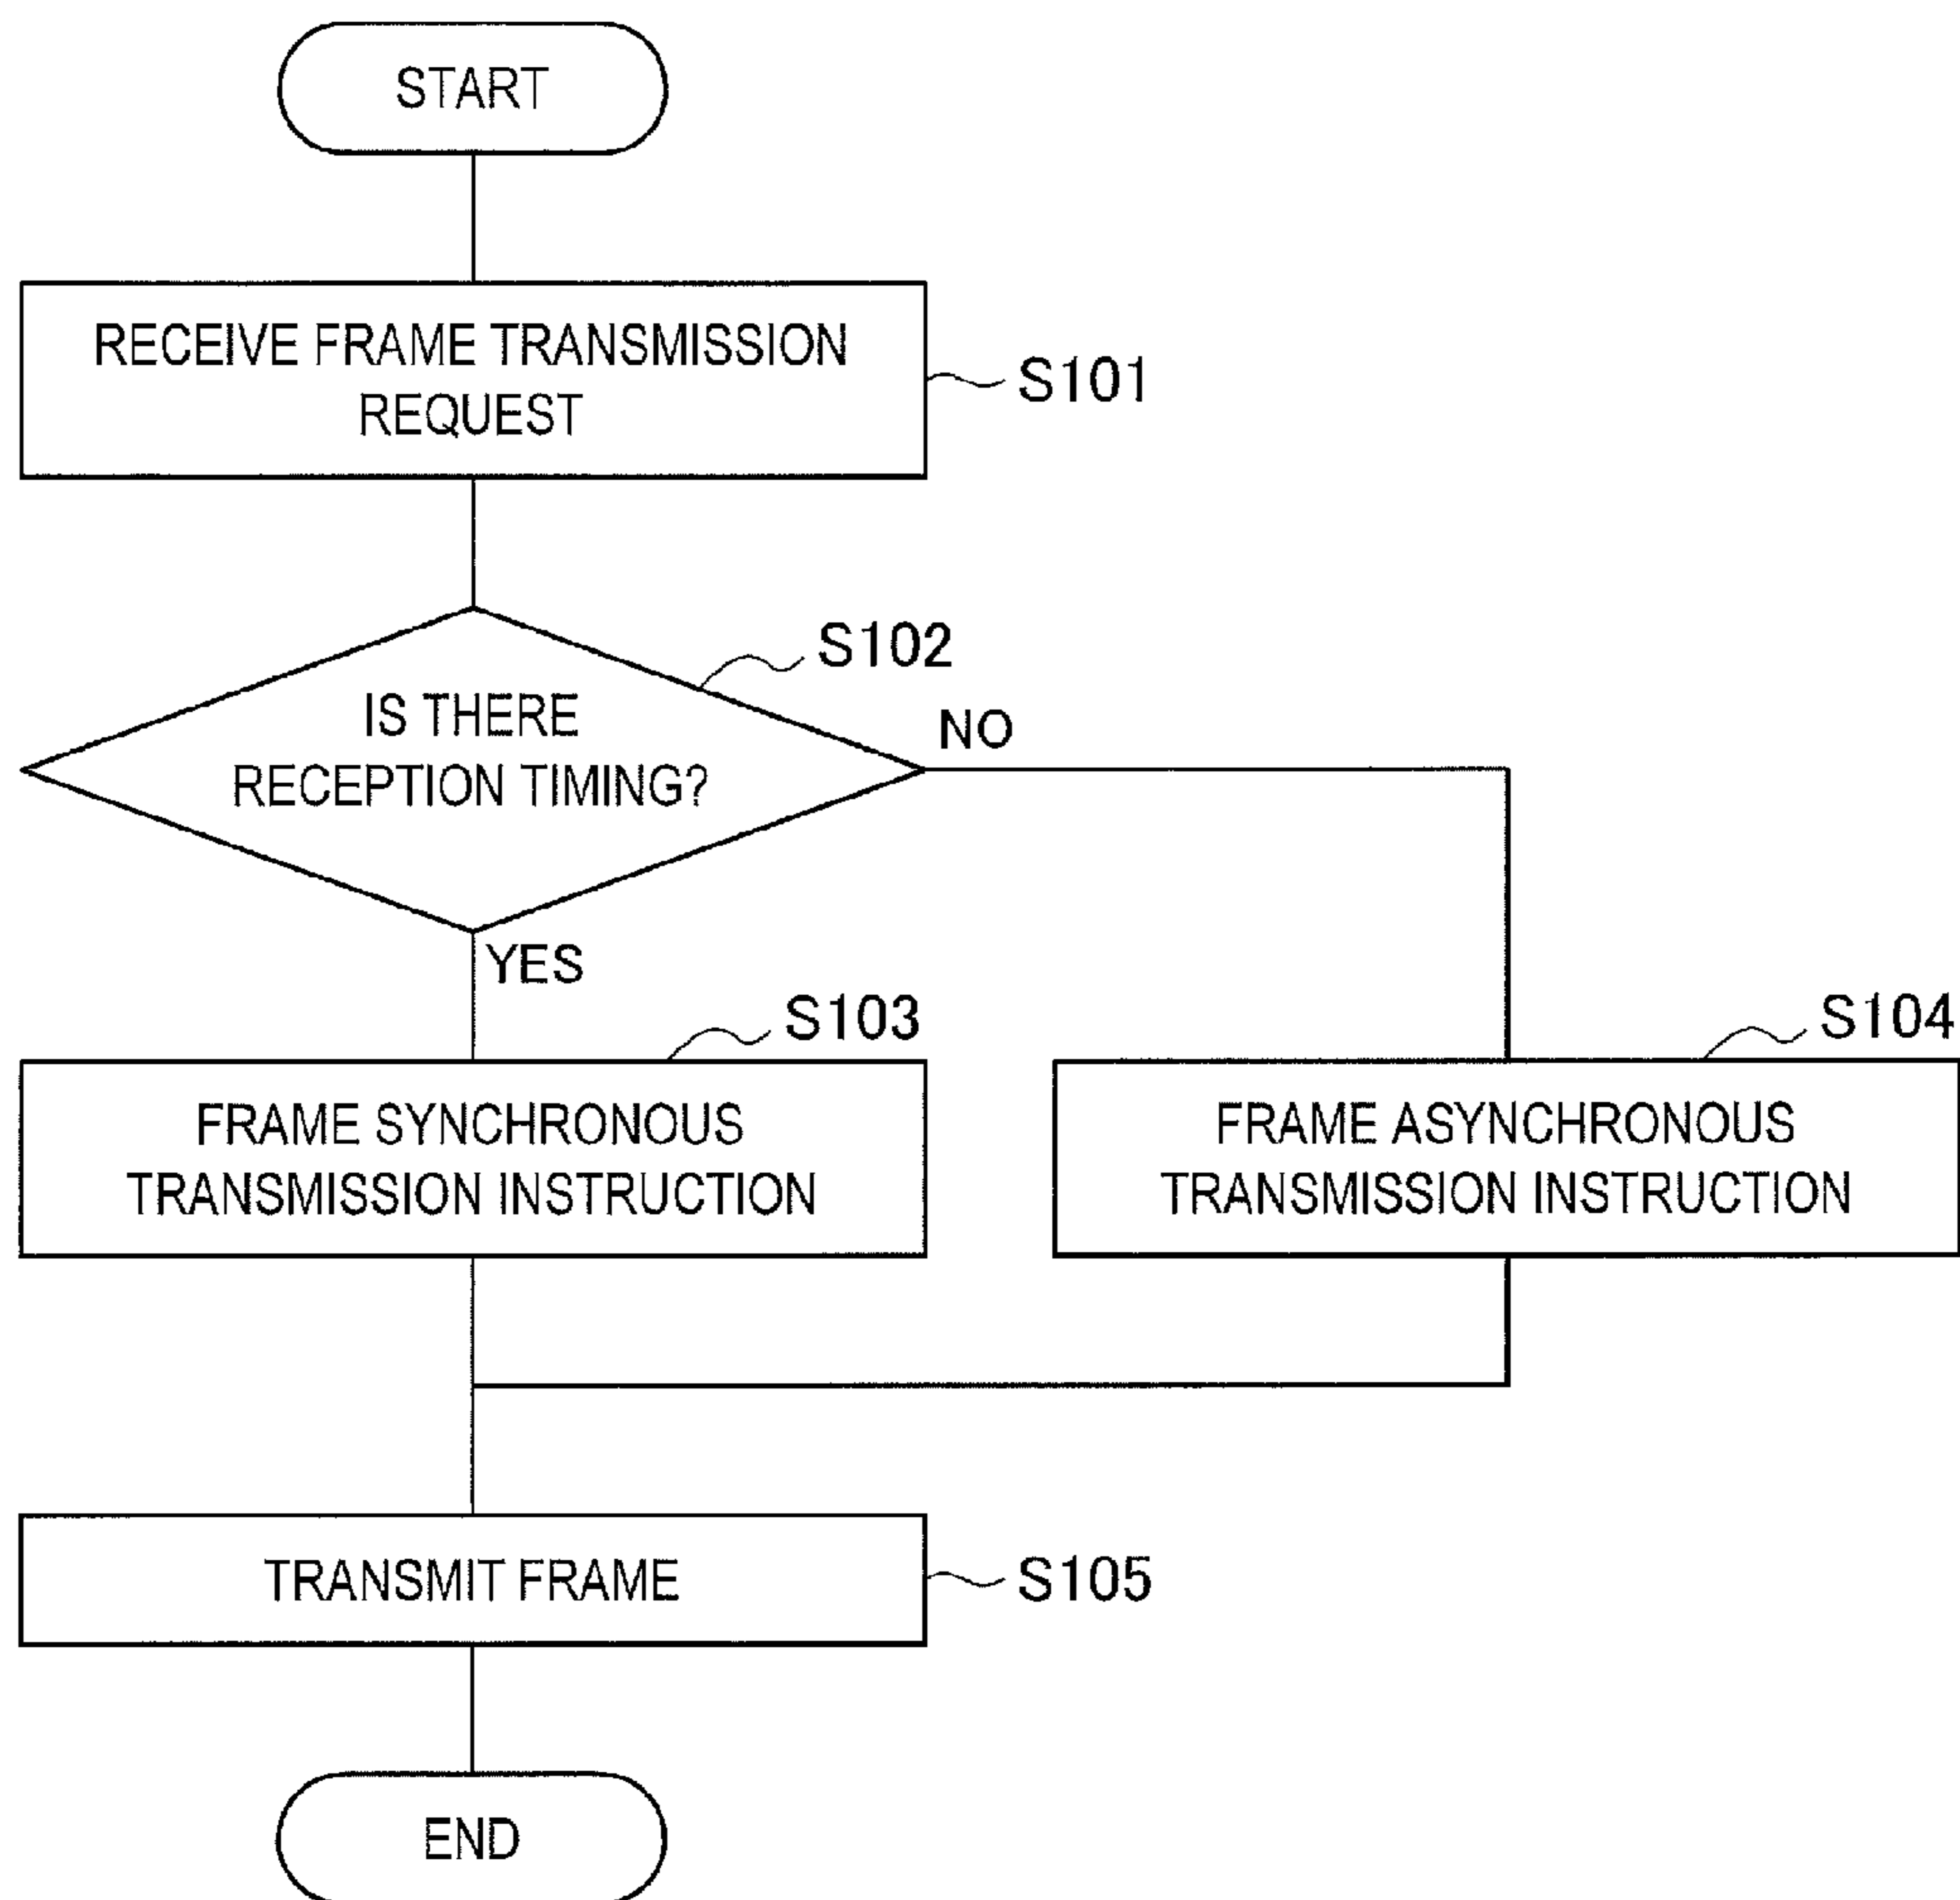 START
RECEIVE FRAME TRANSMISSION
REQUEST
S101
S102
IS THERE
RECEPTION TIMING?
NO
YES
S103
FRAME SYNCHRONOUS
TRANSMISSION INSTRUCTION
S104
FRAME ASYNCHRONOUS
TRANSMISSION INSTRUCTION
TRANSMIT FRAME
S105
END